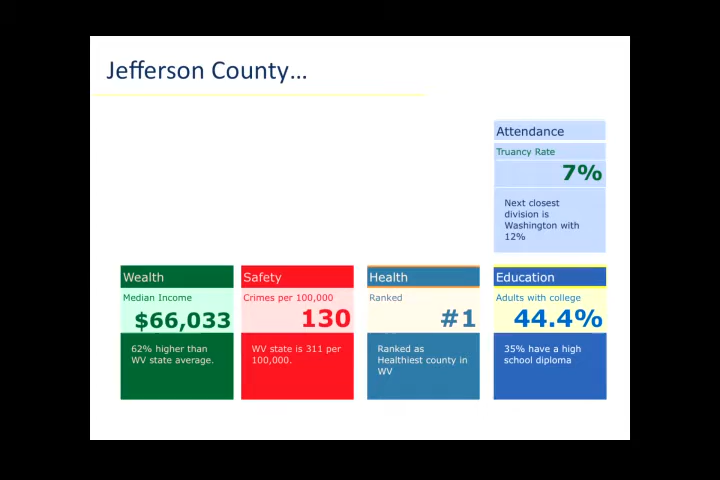 Jefferson County...
Attendance
Truancy Rate
7%
Next closest
division is
Washington with
12%
Wealth
Median Income
$66,033
62% higher than
WV state average.
Safety
Crimes per 100,000
130
WV state is 311 per
100,000.
Health
Ranked
#1
Ranked as
Healthiest county in
WV
Education
Adults with college
44.4%
35% have a high
school diploma